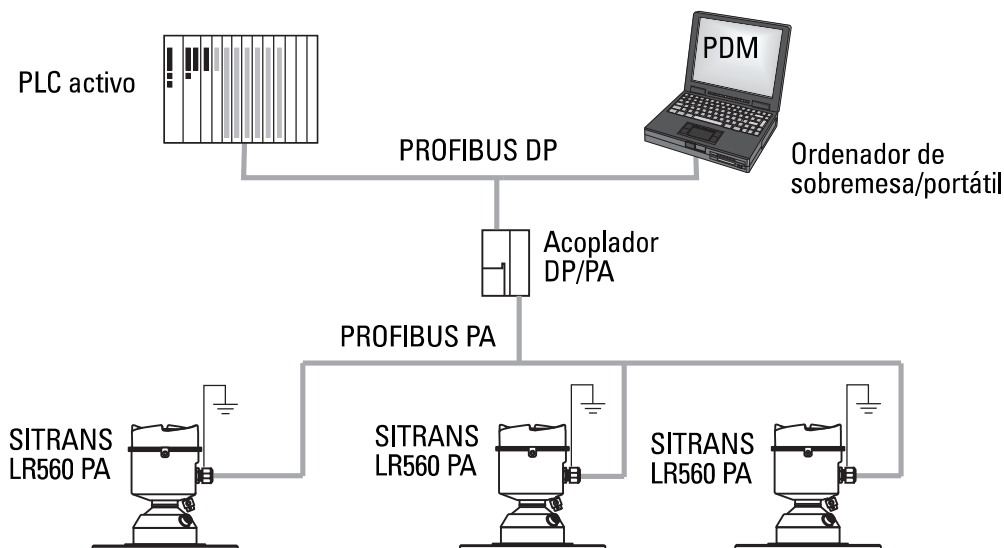 PLC activo
PDM
PROFIBUS DP
Ordenador de
sobremesa/portátil
Acoplador
DP/PA
PROFIBUS PA
SITRANS
LR560 PA
SITRANS
LR560 PA
SITRANS
LR560 PA